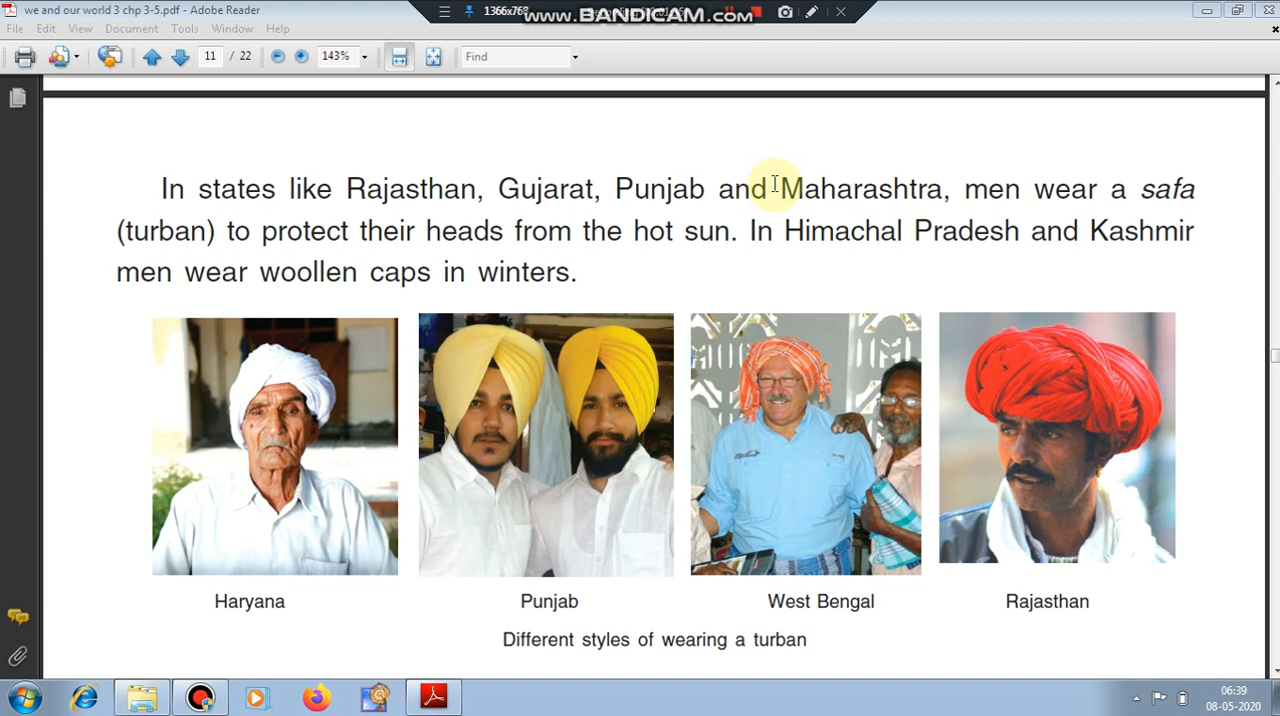 we and our world 3 chp 3-5.pdf - Adobe Reader
1366x768
www.BANDICAM.com
File Edit View Document Tools Window Help
11 / 22 143% Find
In states like Rajasthan, Gujarat, Punjab and Maharashtra, men wear a safa
(turban) to protect their heads from the hot sun. In Himachal Pradesh and Kashmir
men wear woollen caps in winters.
Haryana Punjab West Bengal Rajasthan
Different styles of wearing a turban
06:39
08-05-2020